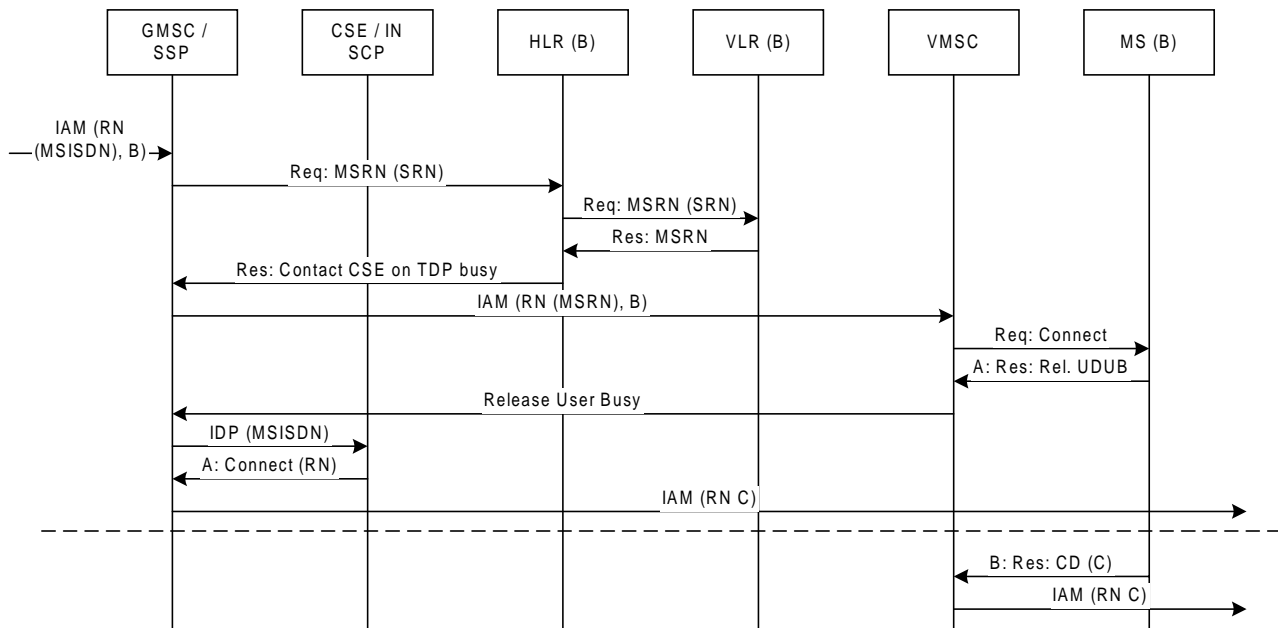 GMSC /
SSP
CSE / IN
SCP
HLR (B)
VLR (B)
VMSC
MS (B)
IAM (RN
(MSISDN), B)
Req: MSRN (SRN)
Req: MSRN (SRN)
Res: MSRN
Res: Contact CSE on TDP busy
IAM (RN (MSRN), B)
Req: Connect
A: Res: Rel. UDUB
Release User Busy
IDP (MSISDN)
A: Connect (RN)
IAM (RN C)
B: Res: CD (C)
IAM (RN C)